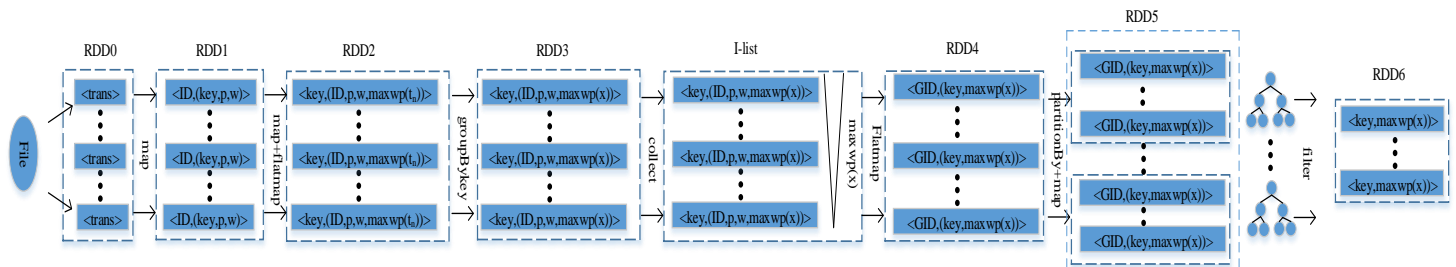 File
RDD0
<trans>
<trans>
<trans>
map
RDD1
<ID,(key,p,w)>
<ID,(key,p,w)>
<ID,(key,p,w)>
map+flatmap
RDD2
<key,(ID,p,w,maxwp(tn))>
<key,(ID,p,w,maxwp(tn))>
<key,(ID,p,w,maxwp(tn))>
groupBykey
RDD3
<key,(ID,p,w,maxwp(x)>
<key,(ID,p,w,maxwp(x)>
<key,(ID,p,w,maxwp(x)>
collect
I-list
<key,(ID,p,w,maxwp(x)>
<key,(ID,p,w,maxwp(x)>
<key,(ID,p,w,maxwp(x)>
maxwp(x)
Flatmap
RDD4
<GID,(key,maxwp(x)>
<GID,(key,maxwp(x)>
<GID,(key,maxwp(x)>
partitionBy+map
RDD5
<GID,(key,maxwp(x)>
<GID,(key,maxwp(x)>
<GID,(key,maxwp(x)>
<GID,(key,maxwp(x)>
filter
RDD6
<key,maxwp(x)>
<key,maxwp(x)>